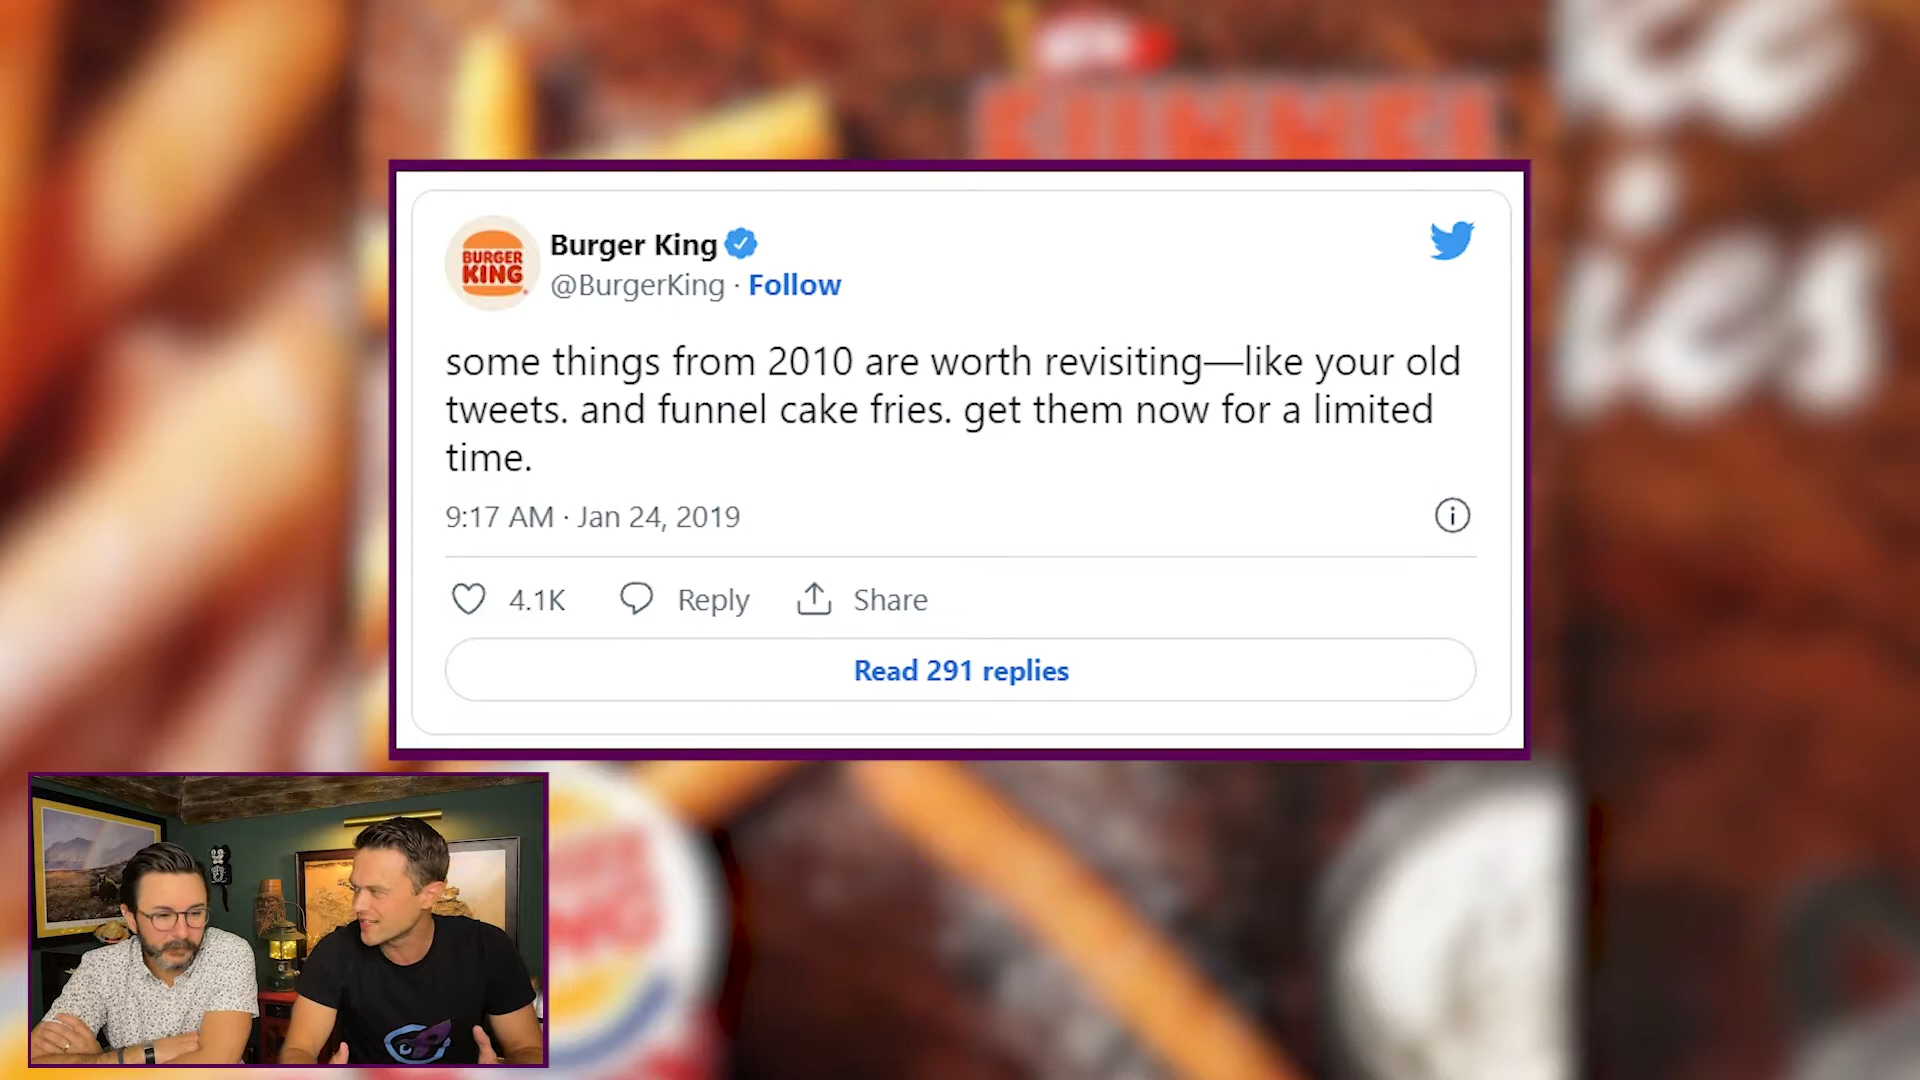 FUNNEL
BURGER
KING
Burger King
@BurgerKing · Follow
some things from 2010 are worth revisiting—like your old
tweets. and funnel cake fries. get them now for a limited
time.
9:17 AM · Jan 24, 2019
4.1K Reply Share
Read 291 replies